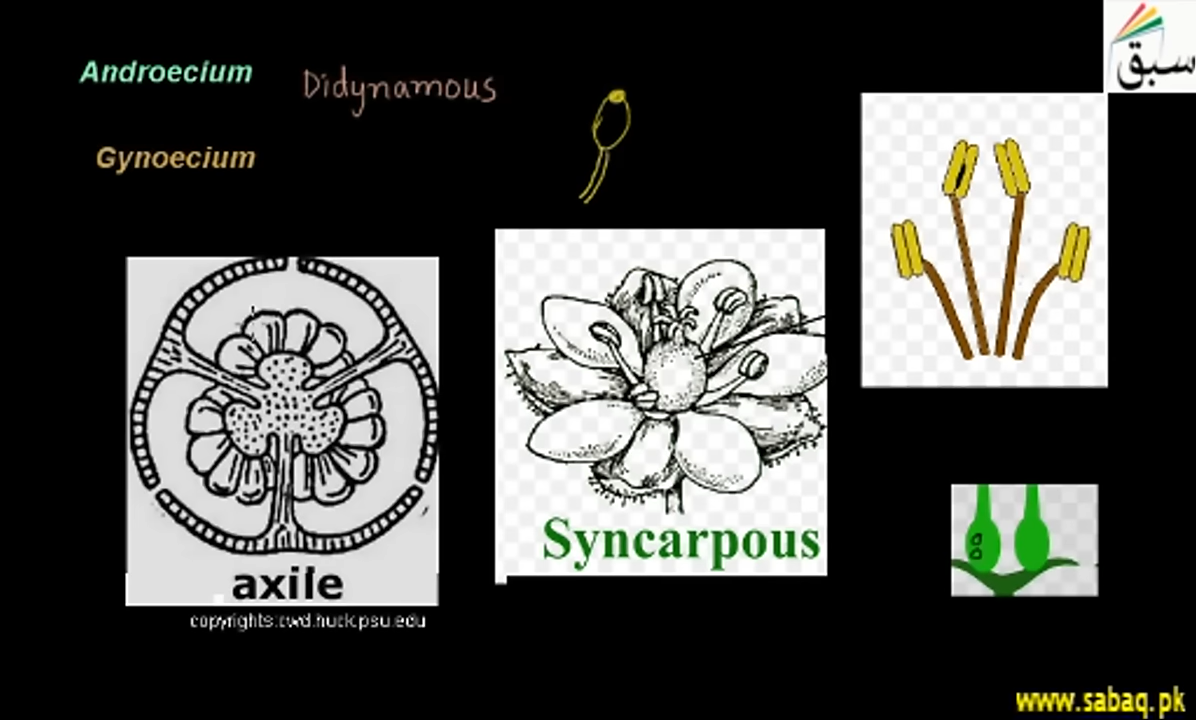 سبق
Androecium
Didynamous
Gynoecium
Syncarpous
axile
copyrights:cwd.huck.psu.edu
www.sabaq.pk